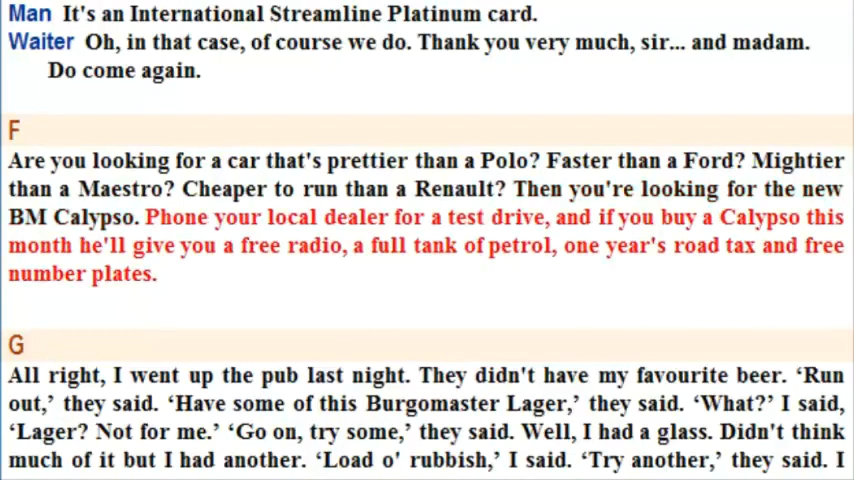 Man It's an International Streamline Platinum card.
Waiter Oh, in that case, of course we do. Thank you very much, sir... and madam.
Do come again.
F
Are you looking for a car that's prettier than a Polo? Faster than a Ford? Mightier
than a Maestro? Cheaper to run than a Renault? Then you're looking for the new
BM Calypso. Phone your local dealer for a test drive, and if you buy a Calypso this
month he'll give you a free radio, a full tank of petrol, one year's road tax and free
number plates.
G
All right, I went up the pub last night. They didn't have my favourite beer. ‘Run
out,’ they said. ‘Have some of this Burgomaster Lager,’ they said. ‘What?’ I said,
‘Lager? Not for me.’ ‘Go on, try some,’ they said. Well, I had a glass. Didn't think
much of it but I had another. ‘Load o' rubbish,’ I said. ‘Try another,’ they said. I